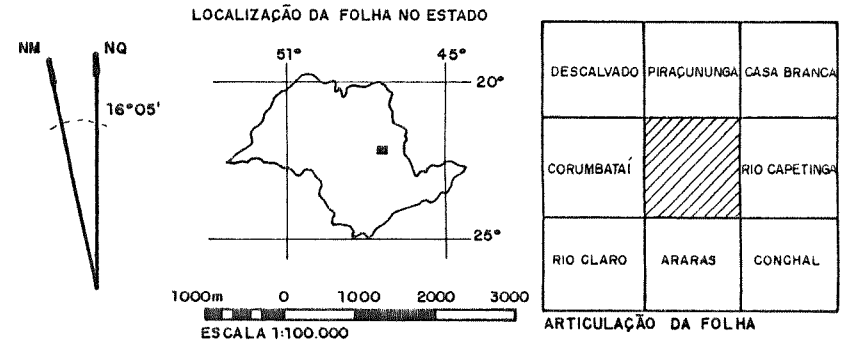 LOCALIZAÇÃO DA FOLHA NO ESTADO
NM NQ
16°05'
51° 45°
20°
25°
1000m 0 1000 2000 3000
ESCALA 1:100.000
DESCALVADO PIRAÇUNUNGA CASA BRANCA
CORUMBATAÍ RIO CAPETINGA
RIO CLARO ARARAS CONCHAL
ARTICULAÇÃO DA FOLHA